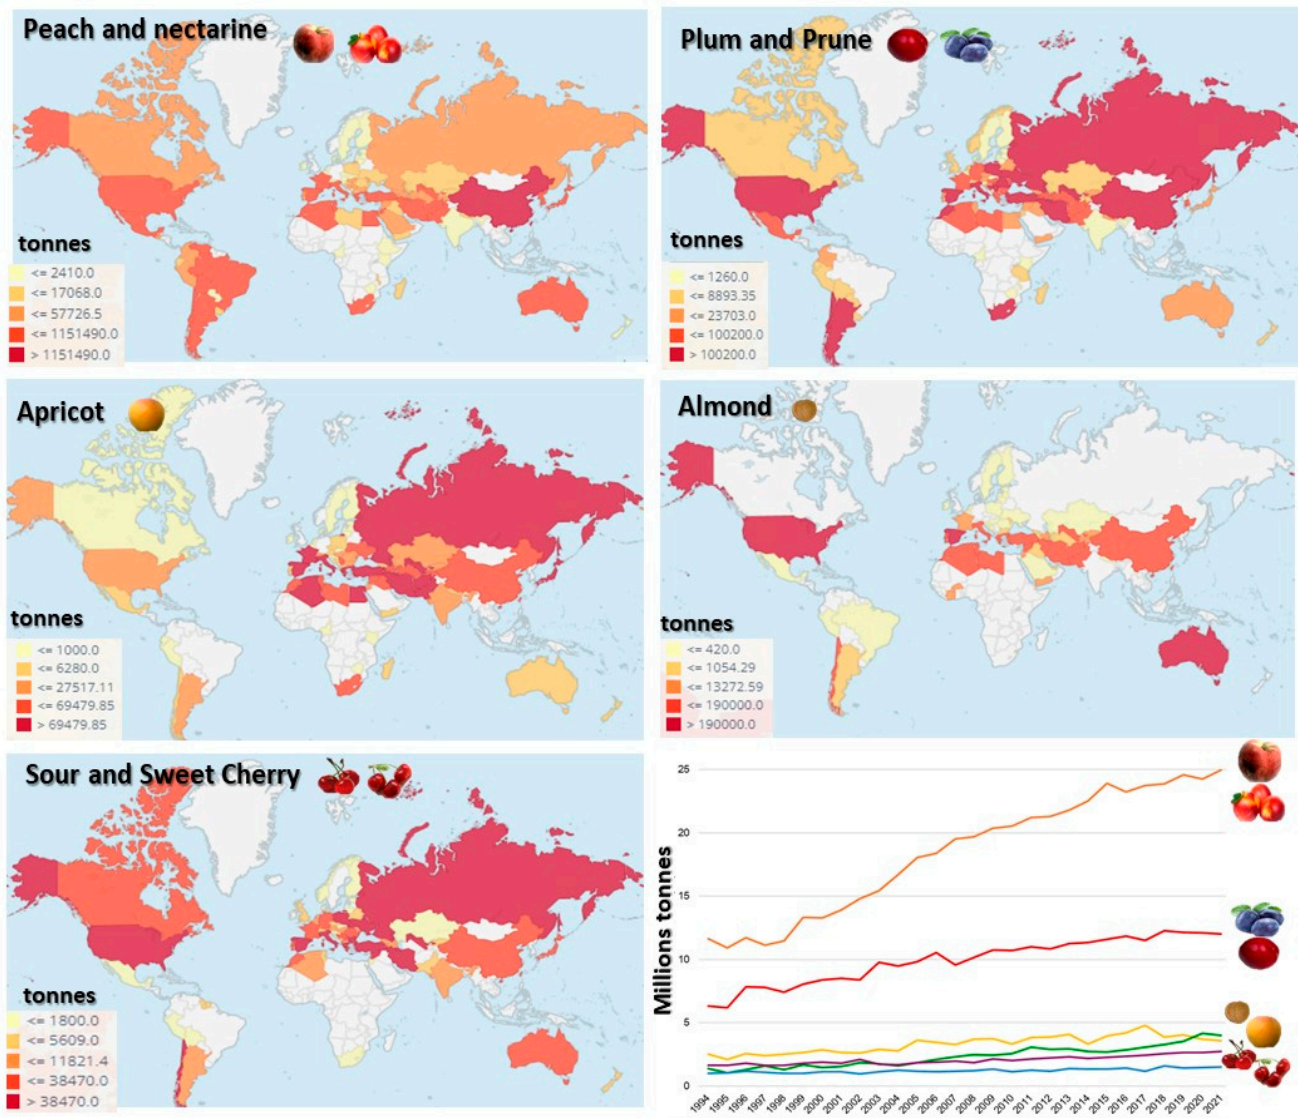 Peach and nectarine
tonnes
<= 2410.0
<= 17068.0
<= 57726.5
<= 1151490.0
> 1151490.0
Plum and Prune
tonnes
<= 1260.0
<= 8893.35
<= 23703.0
<= 100200.0
> 100200.0
Apricot
tonnes
<= 1000.0
<= 6280.0
<= 27517.11
<= 69479.85
> 69479.85
Almond
tonnes
<= 420.0
<= 1054.29
<= 13272.59
<= 190000.0
> 190000.0
Sour and Sweet Cherry
tonnes
<= 1800.0
<= 5609.0
<= 11821.4
<= 38470.0
> 38470.0
Millions tonnes
25
20
15
10
5
0
1994 1995 1996 1997 1998 1999 2000 2001 2002 2003 2004 2005 2006 2007 2008 2009 2010 2011 2012 2013 2014 2015 2016 2017 2018 2019 2020 2021